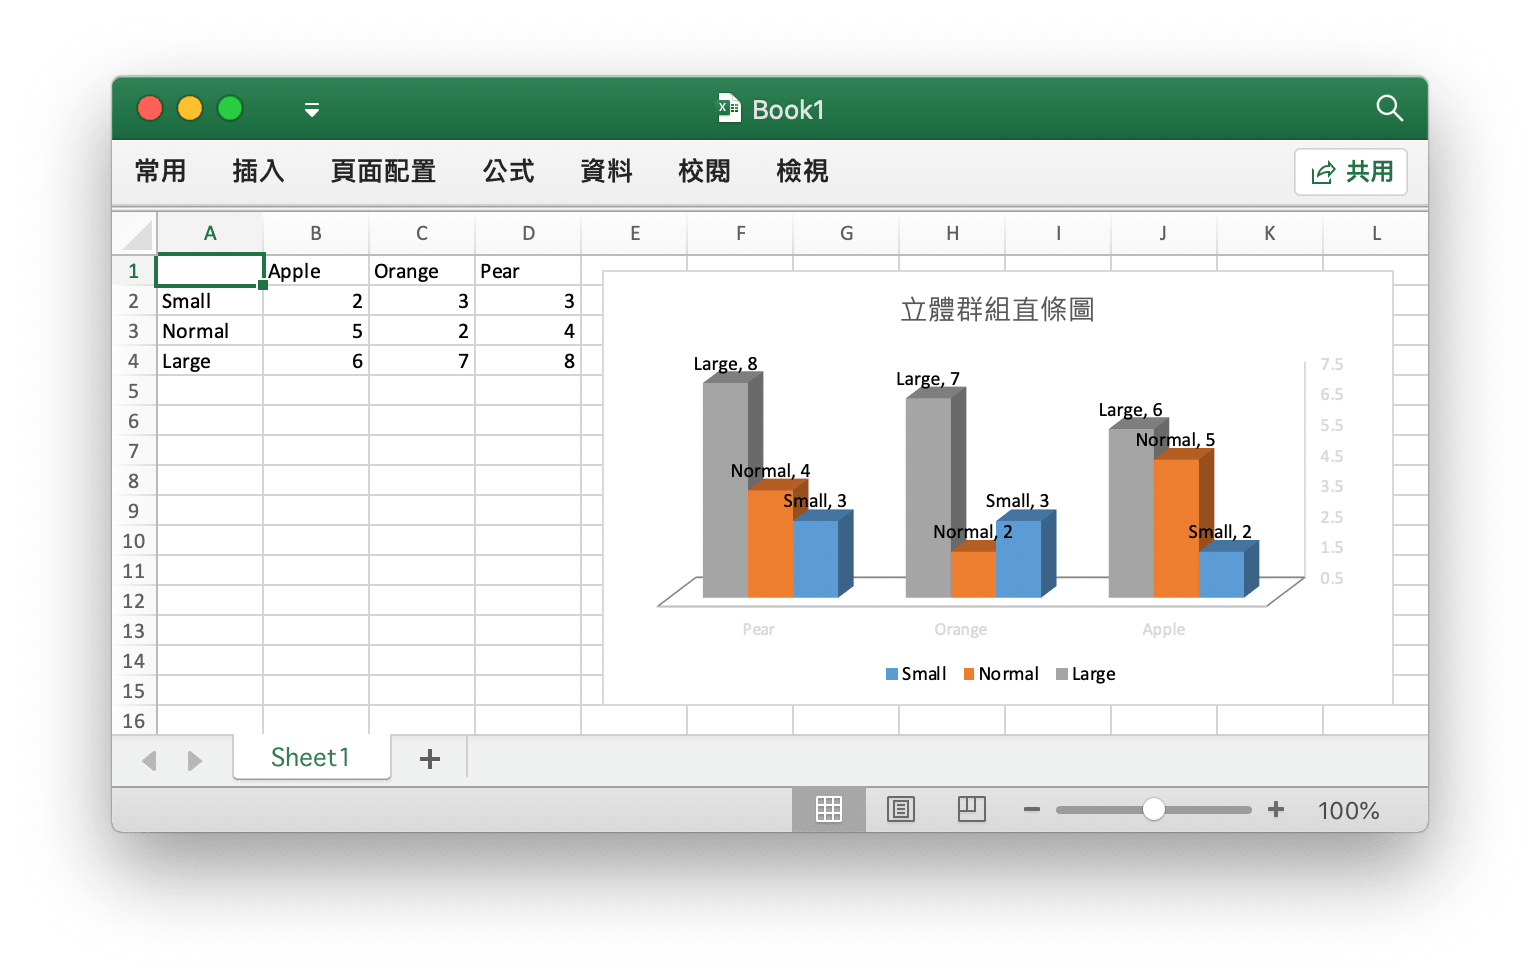 Book1
常用 插入 頁面配置 公式 資料 校閱 檢視 共用
A B C D E F G H I J K L
1 Apple Orange Pear
2 Small 2 3 3
3 Normal 5 2 4
4 Large 6 7 8
5
6
7
8
9
10
11
12
13
14
15
16
立體群組直條圖
Large, 8
Normal, 4
Small, 3
Large, 7
Normal, 2
Small, 3
Large, 6
Normal, 5
Small, 2
7.5
6.5
5.5
4.5
3.5
2.5
1.5
0.5
Pear Orange Apple
Small Normal Large
Sheet1
100%